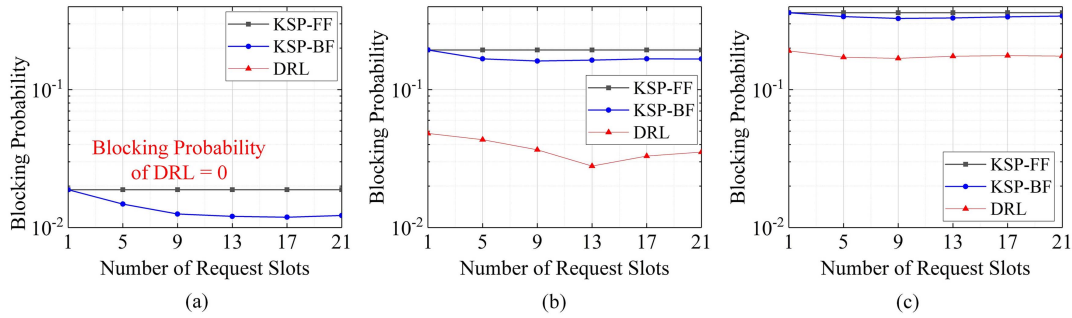 KSP-FF
KSP-BF
DRL
Blocking Probability
of DRL = 0
Blocking Probability
10⁻¹
10⁻²
1 5 9 13 17 21
Number of Request Slots
(a)
KSP-FF
KSP-BF
DRL
Blocking Probability
10⁻¹
10⁻²
1 5 9 13 17 21
Number of Request Slots
(b)
KSP-FF
KSP-BF
DRL
Blocking Probability
10⁻¹
10⁻²
1 5 9 13 17 21
Number of Request Slots
(c)